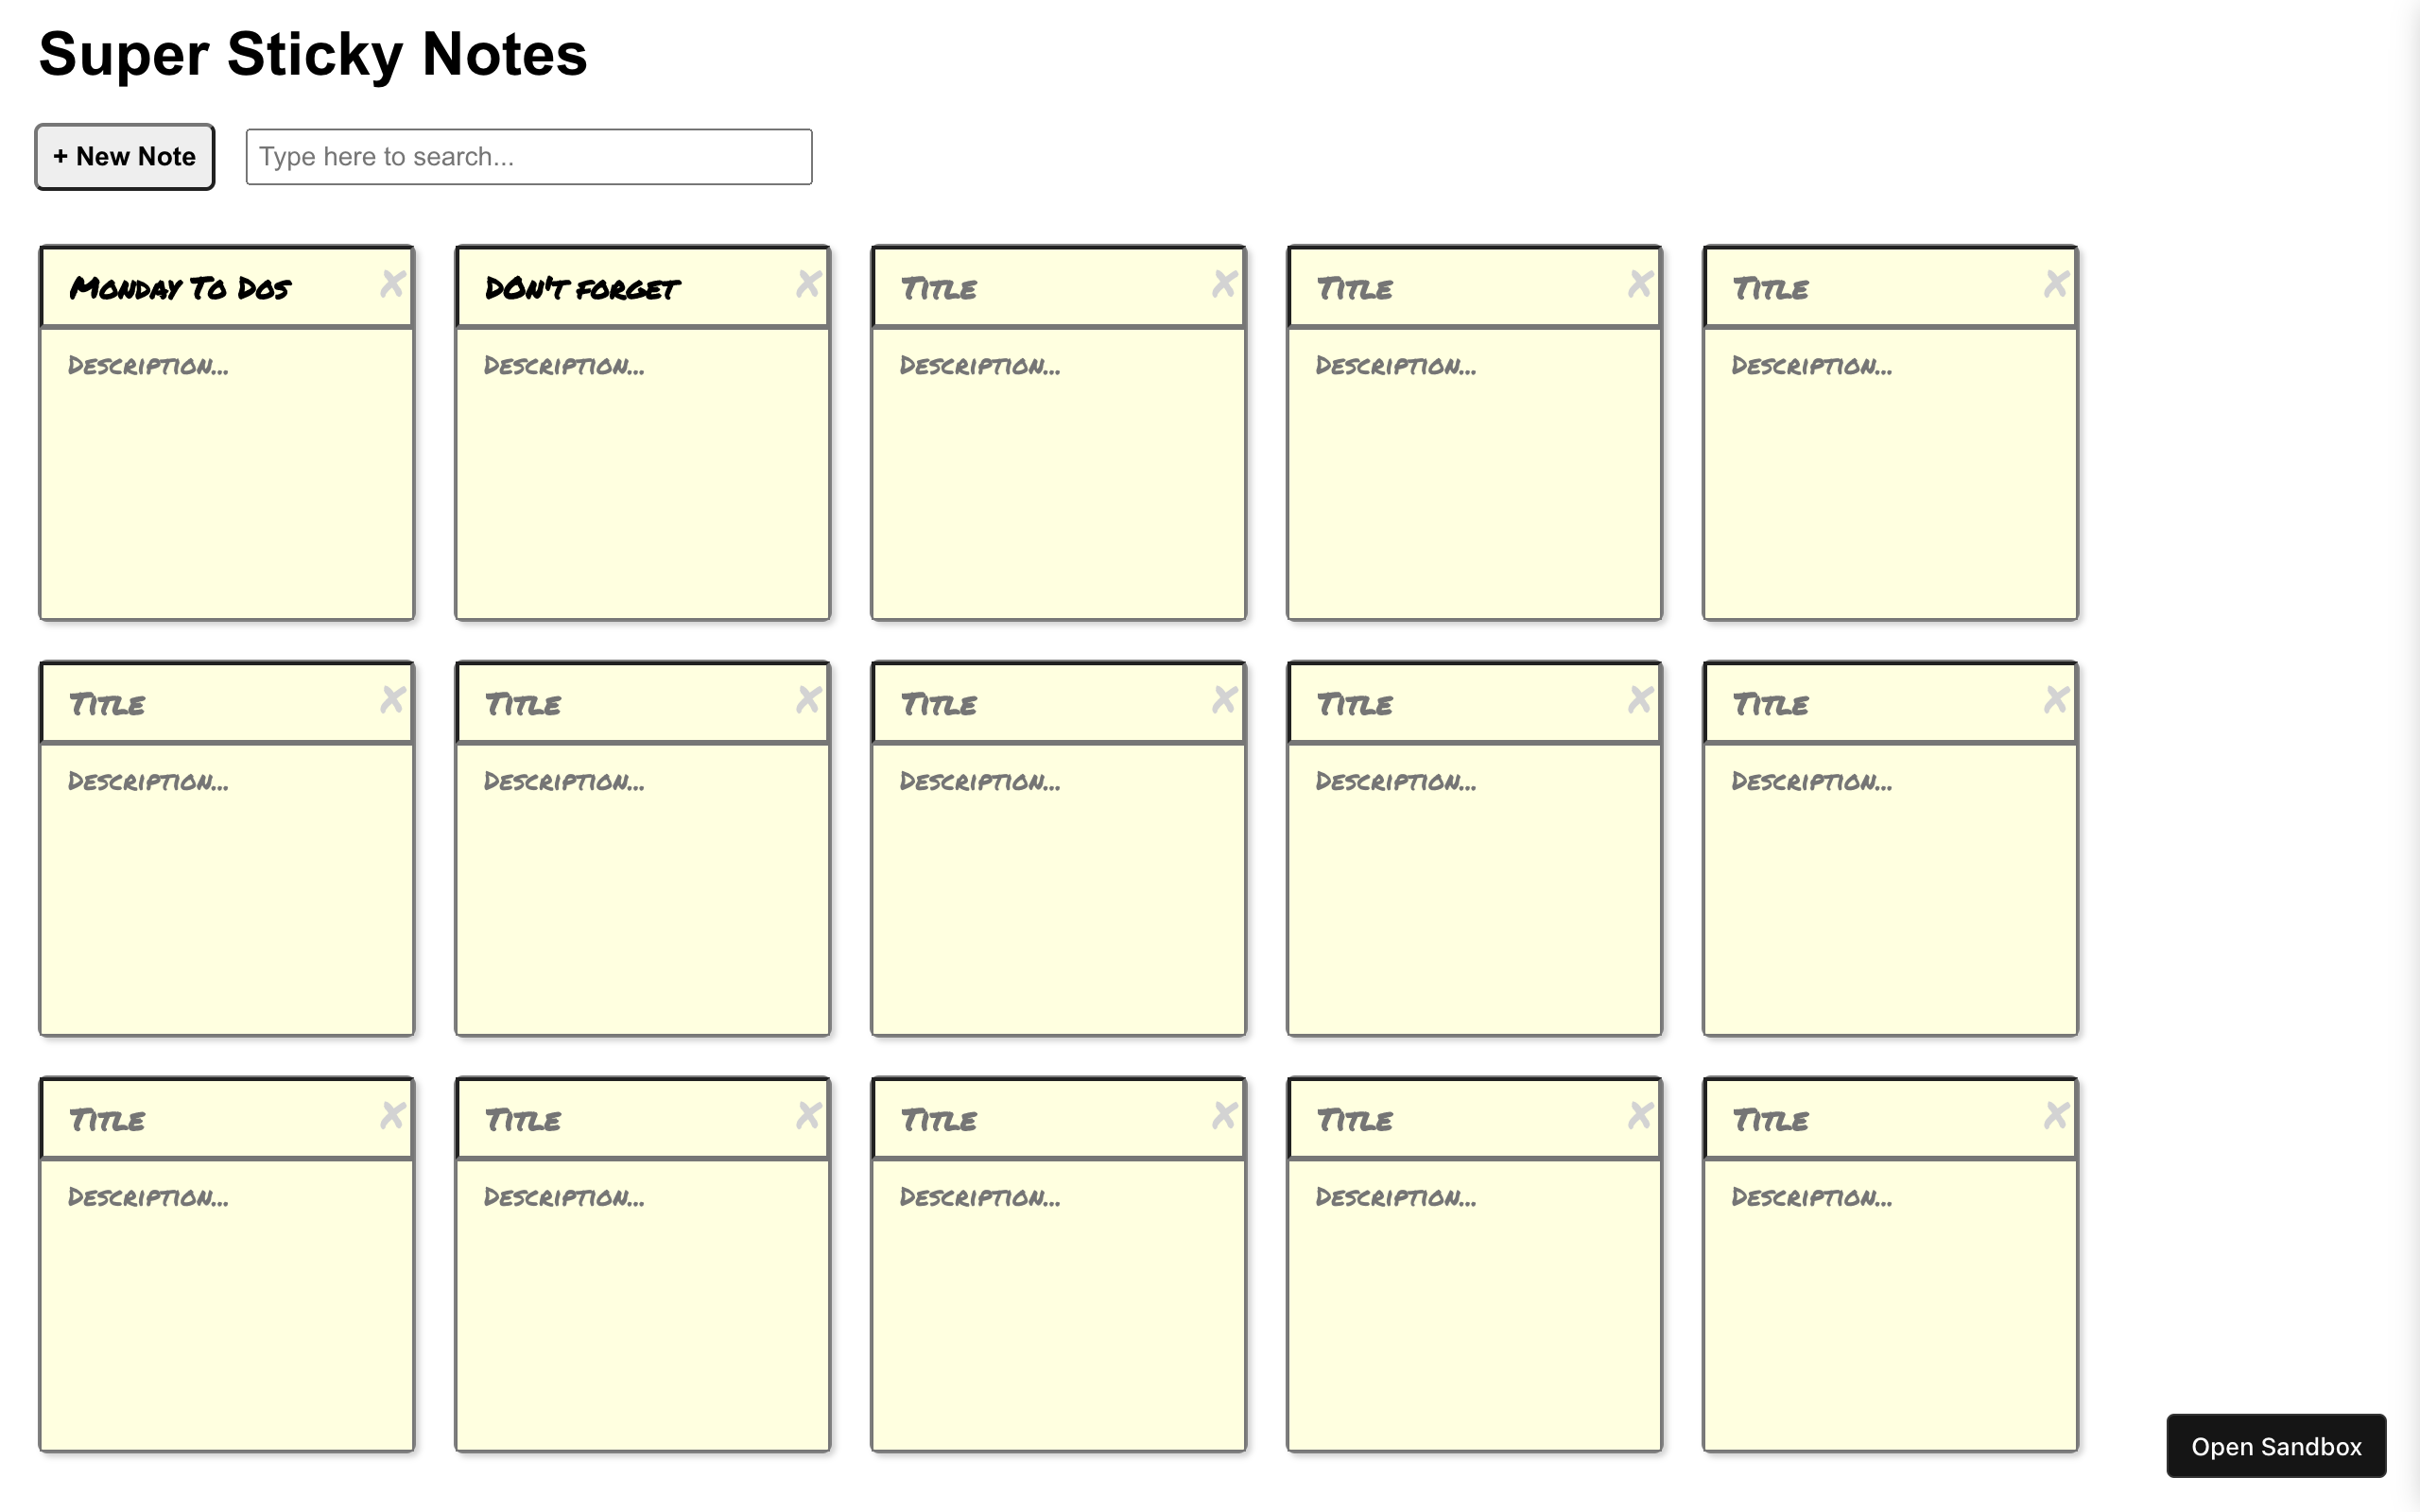 Super Sticky Notes
+ New Note
Type here to search...
Monday To Dos ✘
DOn't forget ✘
Title ✘
Title ✘
Title ✘
Description...
Description...
Description...
Description...
Description...
Title ✘
Title ✘
Title ✘
Title ✘
Title ✘
Description...
Description...
Description...
Description...
Description...
Title ✘
Title ✘
Title ✘
Title ✘
Title ✘
Description...
Description...
Description...
Description...
Description...
Open Sandbox